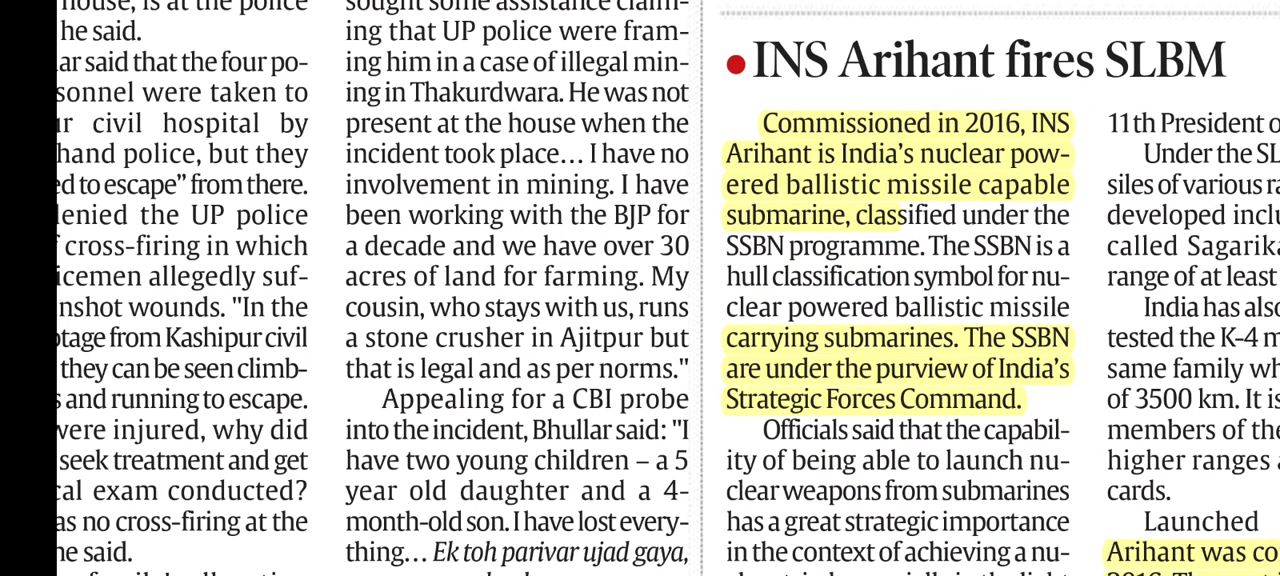 he said.
said that the four po-
sonnel were taken to
civil hospital by
hand police, but they
ed to escape" from there.
denied the UP police
cross-firing in which
icemen allegedly suf-
nshot wounds. "In the
otage from Kashipur civil
they can be seen climb-
s and running to escape.
were injured, why did
seek treatment and get
cal exam conducted?
as no cross-firing at the
he said.
sought some assistance claim-
ing that UP police were fram-
ing him in a case of illegal min-
ing in Thakurdwara. He was not
present at the house when the
incident took place... I have no
involvement in mining. I have
been working with the BJP for
a decade and we have over 30
acres of land for farming. My
cousin, who stays with us, runs
a stone crusher in Ajitpur but
that is legal and as per norms."
Appealing for a CBI probe
into the incident, Bhullar said: "I
have two young children – a 5
year old daughter and a 4-
month-old son. I have lost every-
thing... Ek toh parivar ujad gaya,
• INS Arihant fires SLBM
Commissioned in 2016, INS
Arihant is India's nuclear pow-
ered ballistic missile capable
submarine, classified under the
SSBN programme. The SSBN is a
hull classification symbol for nu-
clear powered ballistic missile
carrying submarines. The SSBN
are under the purview of India's
Strategic Forces Command.
Officials said that the capabil-
ity of being able to launch nu-
clear weapons from submarines
has a great strategic importance
in the context of achieving a nu-
11th President o
Under the SL
siles of various ra
developed inclu
called Sagarika
range of at least
India has also
tested the K-4 m
same family wh
of 3500 km. It is
members of the
higher ranges a
cards.
Launched
Arihant was co